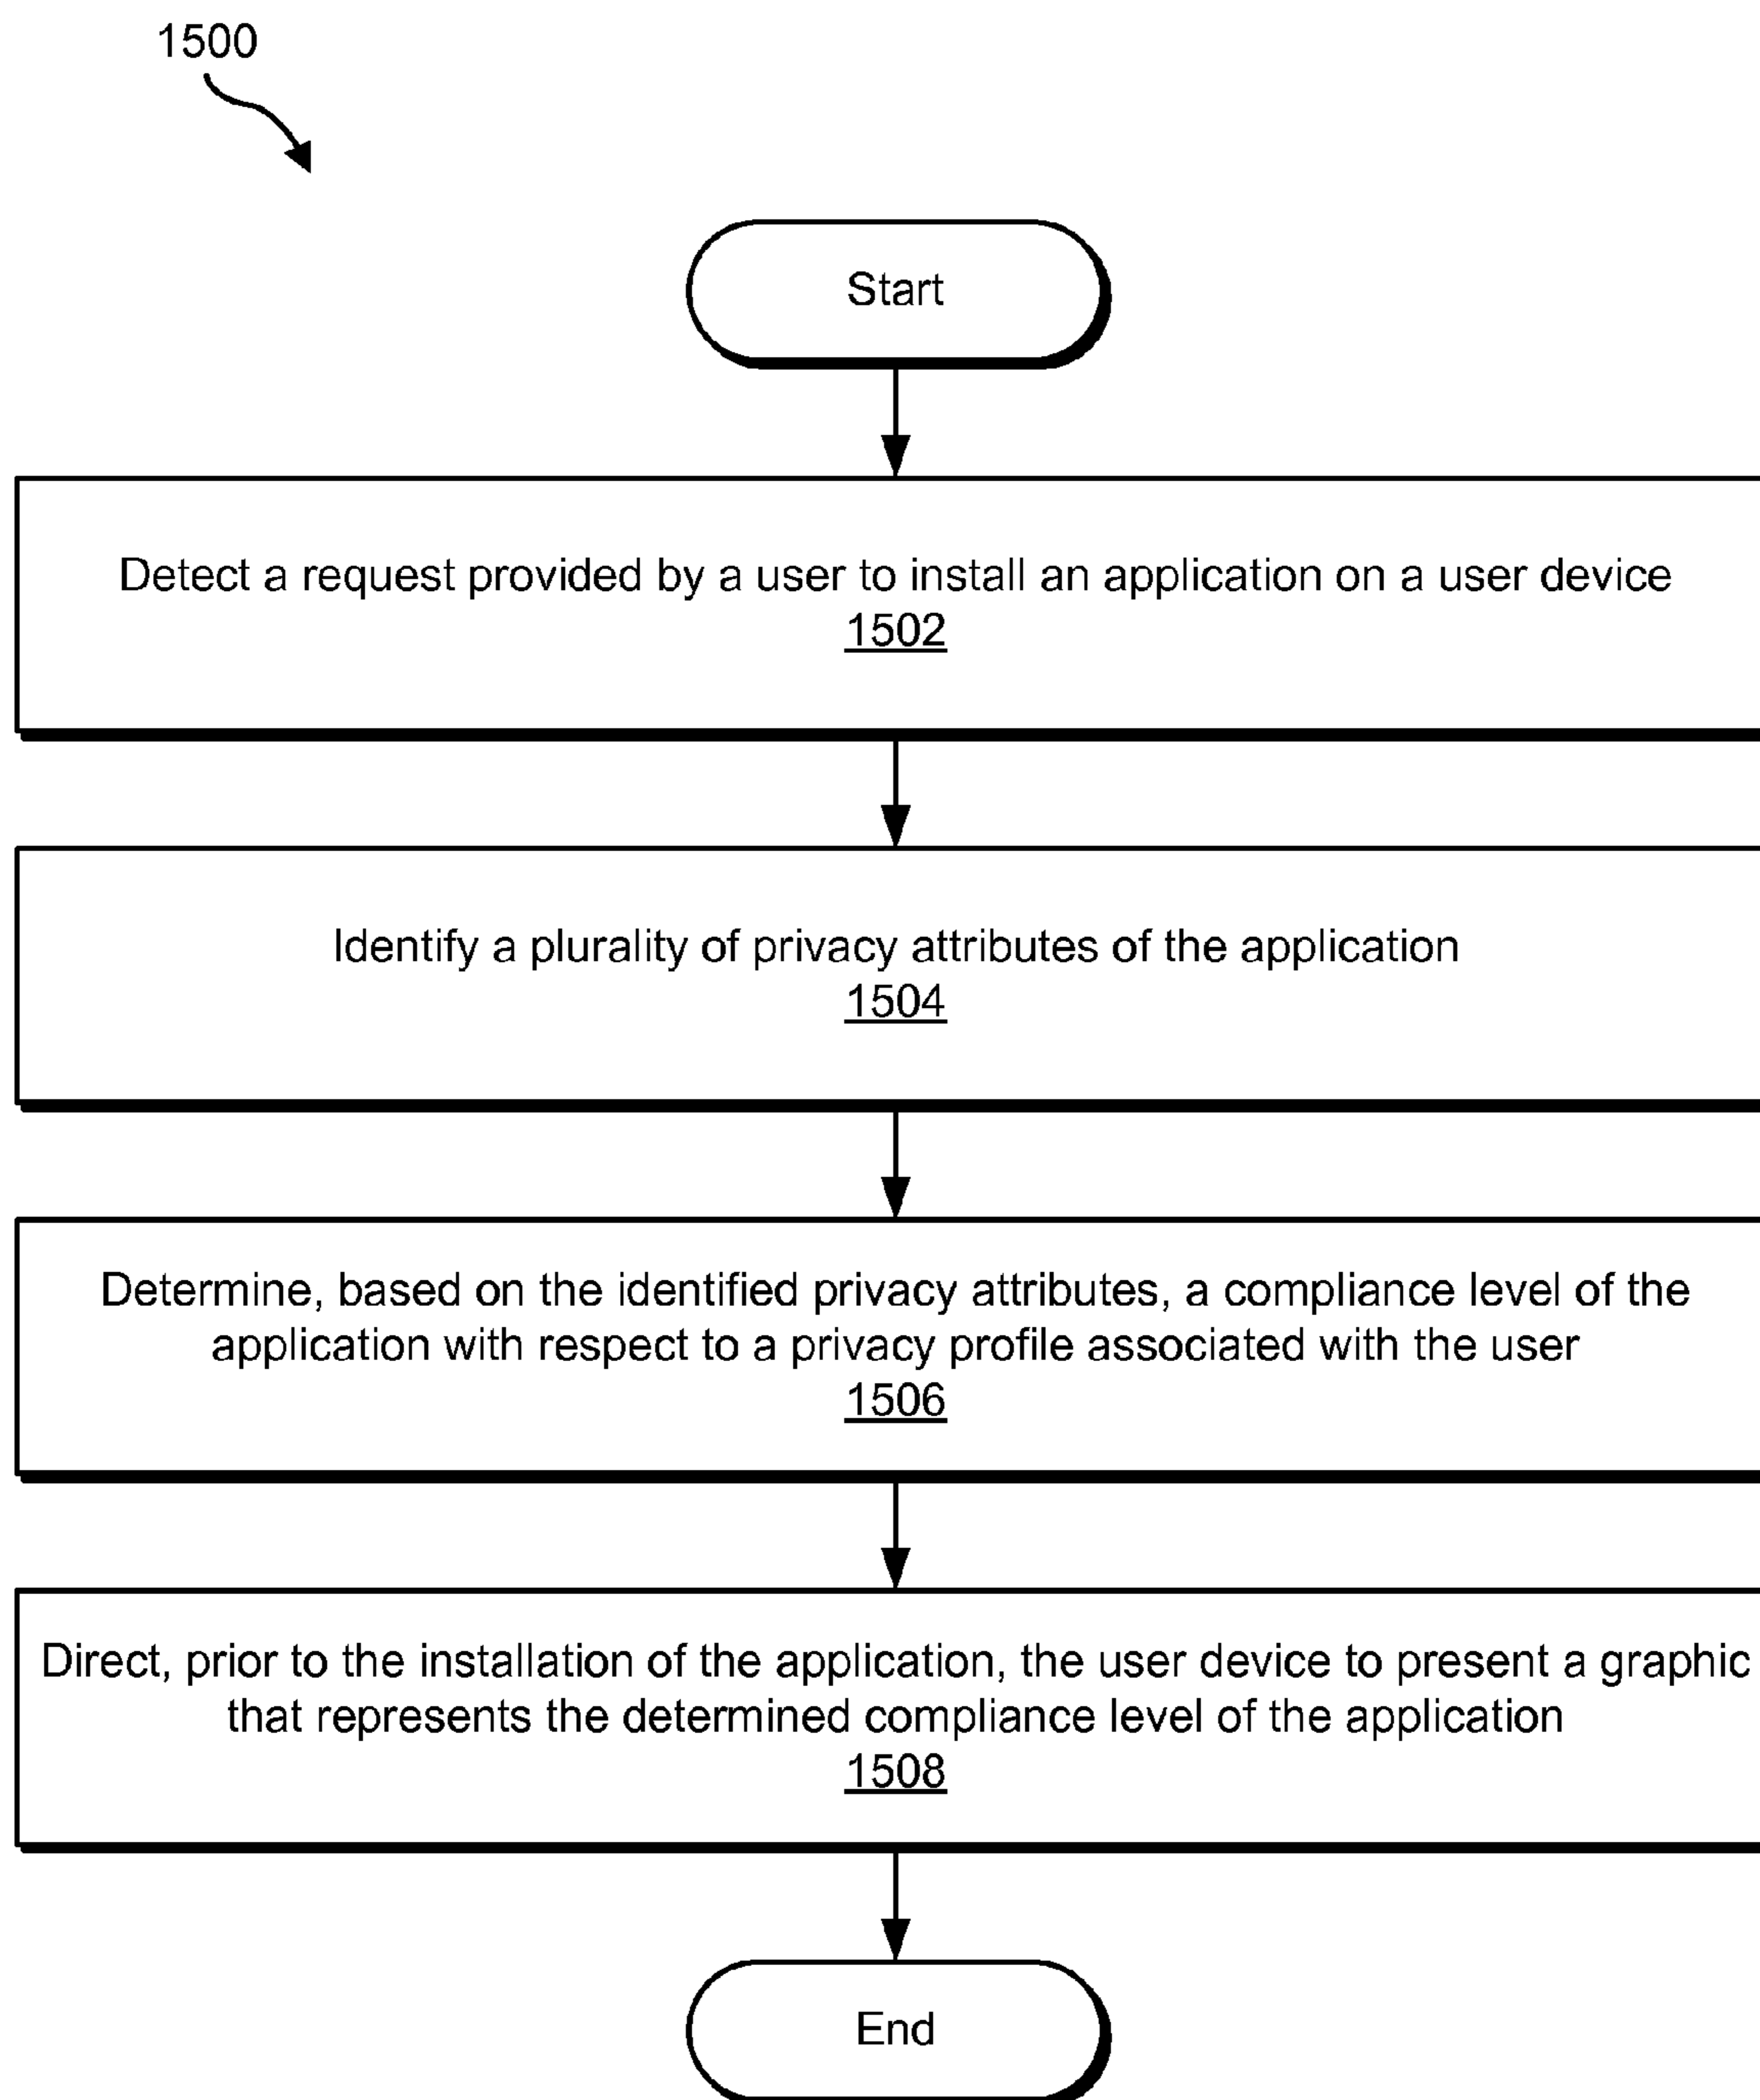 1500
Start
Detect a request provided by a user to install an application on a user device
1502
Identify a plurality of privacy attributes of the application
1504
Determine, based on the identified privacy attributes, a compliance level of the
application with respect to a privacy profile associated with the user
1506
Direct, prior to the installation of the application, the user device to present a graphic
that represents the determined compliance level of the application
1508
End